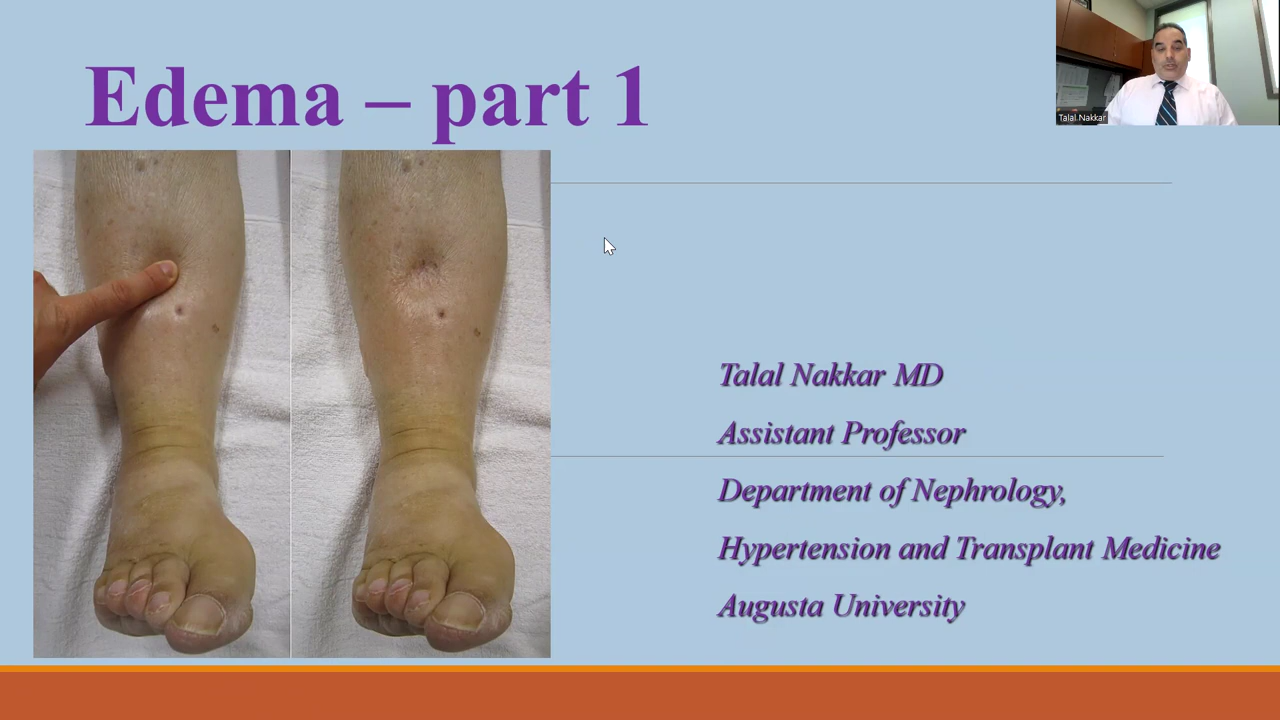 Edema – part 1
Talal Nakkar
Talal Nakkar MD
Assistant Professor
Department of Nephrology,
Hypertension and Transplant Medicine
Augusta University